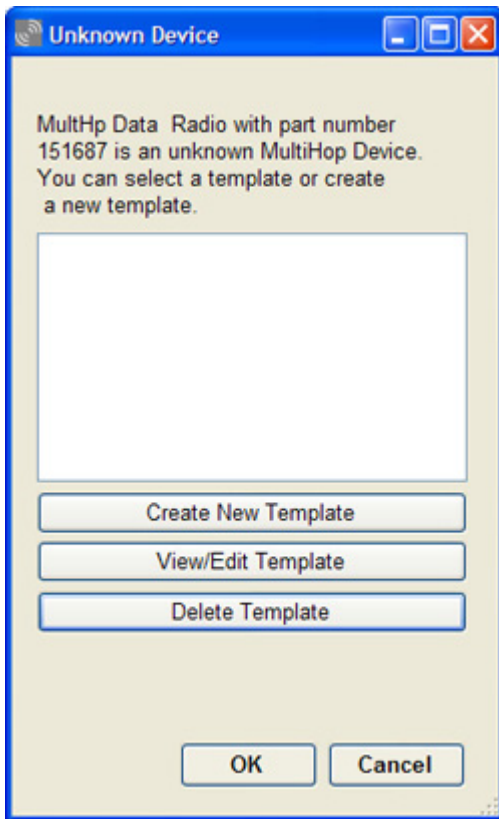 Unknown Device
MultHp Data  Radio with part number
151687 is an unknown MultiHop Device.
You can select a template or create
a new template.
Create New Template
View/Edit Template
Delete Template
OK
Cancel